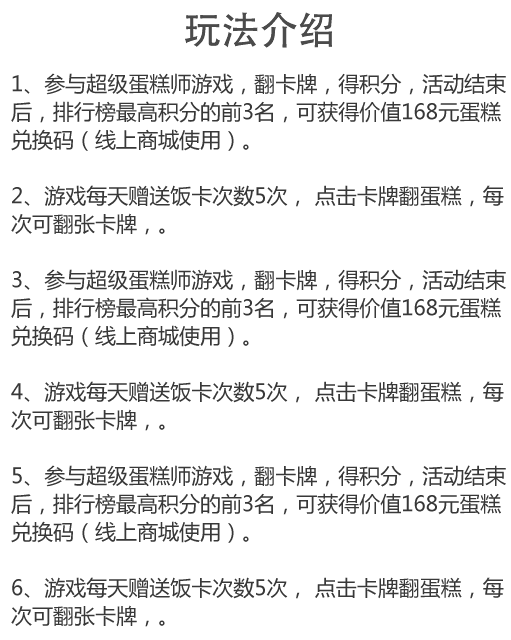 玩法介绍
1、参与超级蛋糕师游戏，翻卡牌，得积分，活动结束
后，排行榜最高积分的前3名，可获得价值168元蛋糕
兑换码（线上商城使用）。
2、游戏每天赠送饭卡次数5次， 点击卡牌翻蛋糕，每
次可翻张卡牌，。
3、参与超级蛋糕师游戏，翻卡牌，得积分，活动结束
后，排行榜最高积分的前3名，可获得价值168元蛋糕
兑换码（线上商城使用）。
4、游戏每天赠送饭卡次数5次， 点击卡牌翻蛋糕，每
次可翻张卡牌，。
5、参与超级蛋糕师游戏，翻卡牌，得积分，活动结束
后，排行榜最高积分的前3名，可获得价值168元蛋糕
兑换码（线上商城使用）。
6、游戏每天赠送饭卡次数5次， 点击卡牌翻蛋糕，每
次可翻张卡牌，。